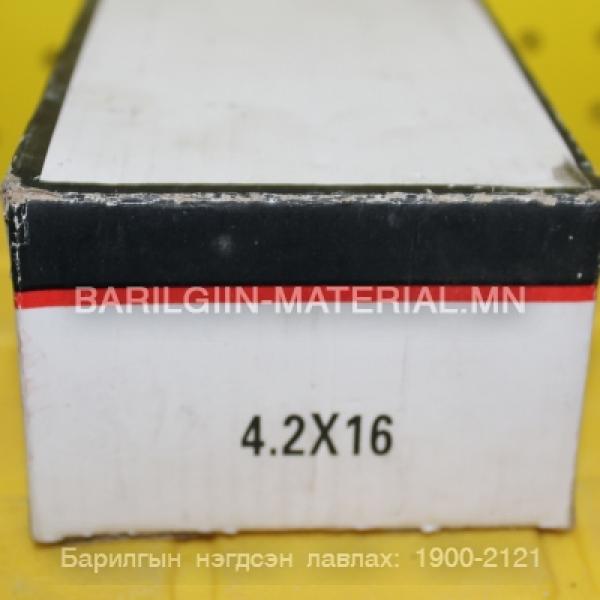 BARILGIIN-MATERIAL.MN
4.2X16
Барилгын нэгдсэн лавлах: 1900-2121